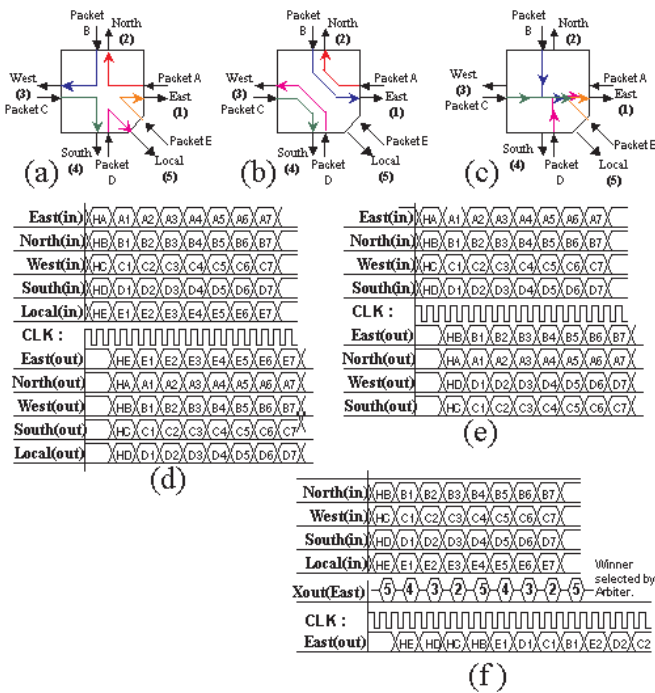 Packet B
North (2)
West (3)
Packet A
Packet C
East (1)
South (4)
Packet D
Packet E
Local (5)
(a)
Packet B
North (2)
West (3)
Packet A
Packet C
East (1)
South (4)
Packet D
Packet E
Local (5)
(b)
Packet B
North (2)
West (3)
Packet A
Packet C
East (1)
South (4)
Packet D
Packet E
Local (5)
(c)
East(in) HA A1 A2 A3 A4 A5 A6 A7
North(in) HB B1 B2 B3 B4 B5 B6 B7
West(in) HC C1 C2 C3 C4 C5 C6 C7
South(in) HD D1 D2 D3 D4 D5 D6 D7
Local(in) HE E1 E2 E3 E4 E5 E6 E7
CLK :
East(out) HE E1 E2 E3 E4 E5 E6 E7
North(out) HA A1 A2 A3 A4 A5 A6 A7
West(out) HB B1 B2 B3 B4 B5 B6 B7
South(out) HC C1 C2 C3 C4 C5 C6 C7
Local(out) HD D1 D2 D3 D4 D5 D6 D7
(d)
East(in) HA A1 A2 A3 A4 A5 A6 A7
North(in) HB B1 B2 B3 B4 B5 B6 B7
West(in) HC C1 C2 C3 C4 C5 C6 C7
South(in) HD D1 D2 D3 D4 D5 D6 D7
CLK :
East(out) HB B1 B2 B3 B4 B5 B6 B7
North(out) HA A1 A2 A3 A4 A5 A6 A7
West(out) HD D1 D2 D3 D4 D5 D6 D7
South(out) HC C1 C2 C3 C4 C5 C6 C7
(e)
North(in) HB B1 B2 B3 B4 B5 B6 B7
West(in) HC C1 C2 C3 C4 C5 C6 C7
South(in) HD D1 D2 D3 D4 D5 D6 D7
Local(in) HE E1 E2 E3 E4 E5 E6 E7
Xout(East) 5 4 3 2 5 4 3 2 5
Winner selected by Arbiter.
CLK :
East(out) HE HD HC HB E1 D1 C1 B1 E2 D2 C2
(f)